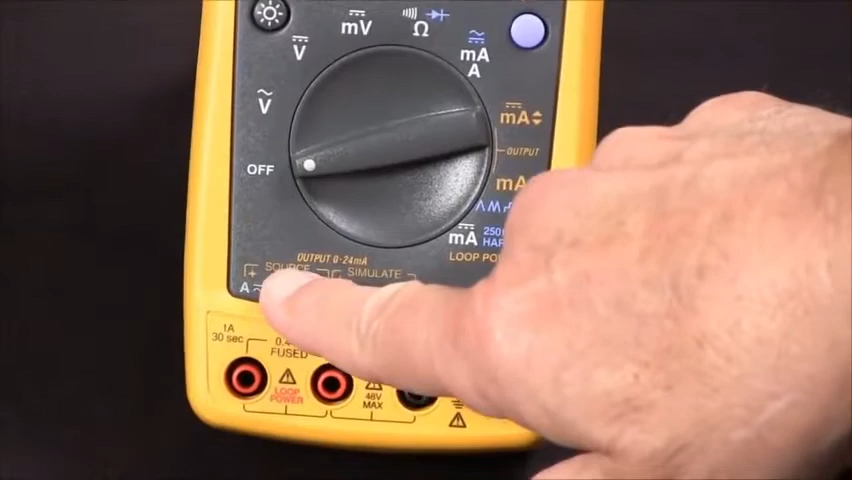 mV
Ω
V
mA
A
V
mA
OUTPUT
OFF
mA
mA
LOOP
OUTPUT 0-24mA
+ SOURCE
SIMULATE
A
1A
30 sec
FUSED
LOOP
POWER
48V
MAX